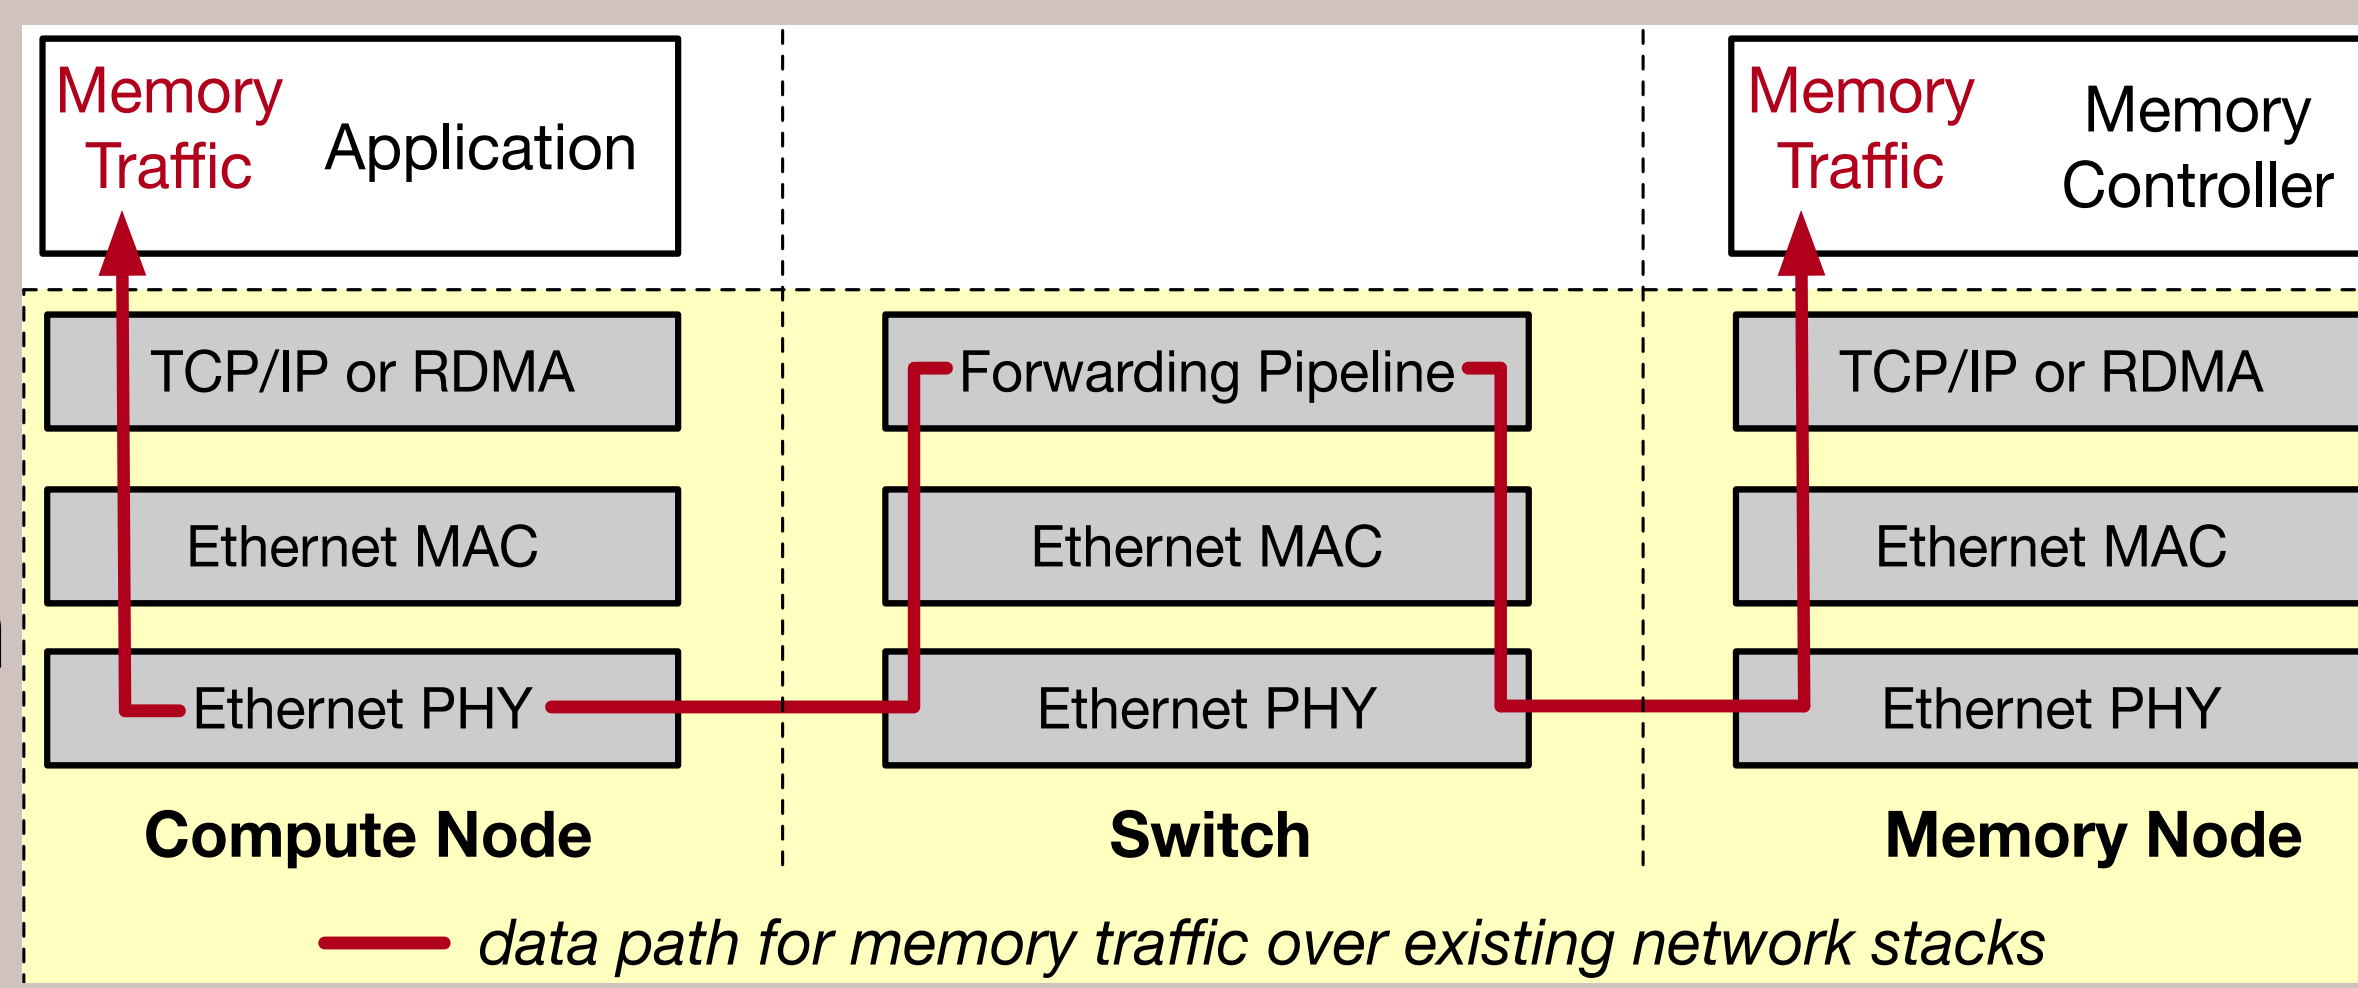 Memory
Traffic
Application
Memory
Traffic
Memory
Controller
TCP/IP or RDMA
Forwarding Pipeline
TCP/IP or RDMA
Ethernet MAC
Ethernet MAC
Ethernet MAC
Ethernet PHY
Ethernet PHY
Ethernet PHY
Compute Node
Switch
Memory Node
data path for memory traffic over existing network stacks